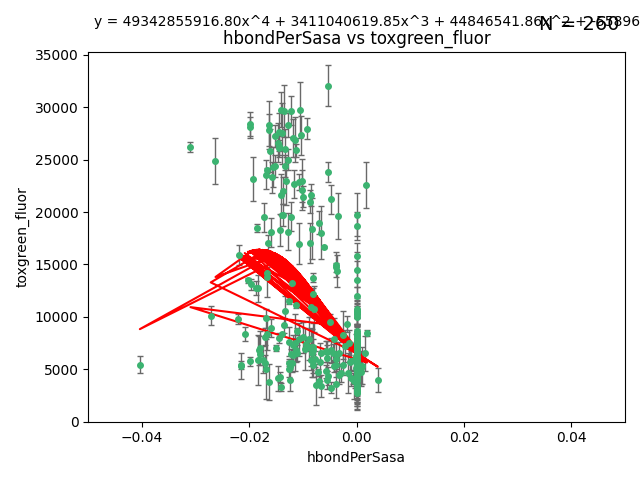 y = 49342855916.80x^4 + 3411040619.85x^3 + 44846541.86x^2 +
N = 260
hbondPerSasa vs toxgreen_fluor
35000
30000
25000
20000
15000
10000
5000
0
toxgreen_fluor
−0.04
−0.02
0.00
0.02
0.04
hbondPerSasa